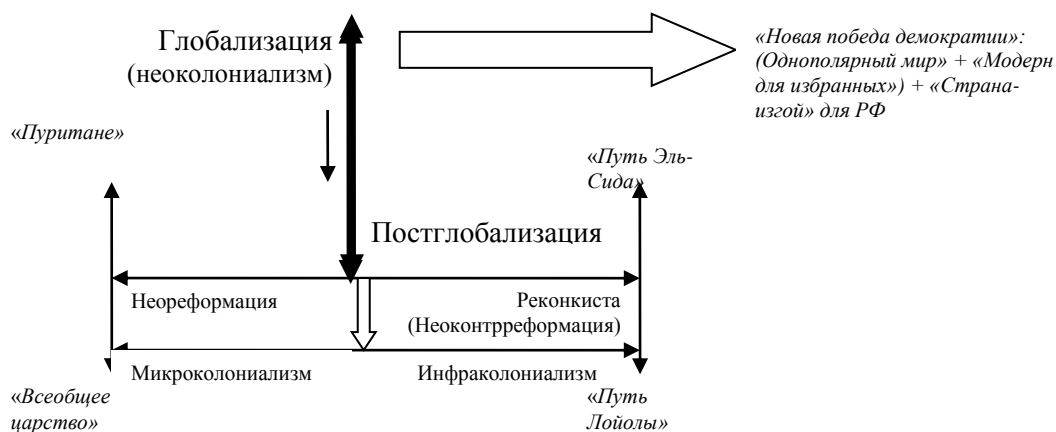 Глобализация
(неоколониализм)
«Новая победа демократии»:
(Однополярный мир» + «Модерн
для избранных») + «Страна-
изгой» для РФ
«Пуритане»
«Путь Эль-
Сида»
Постглобализация
Неореформация
Реконкиста
(Неоконтрреформация)
Микроколониализм
Инфраколониализм
«Всеобщее
царство»
«Путь
Лойолы»